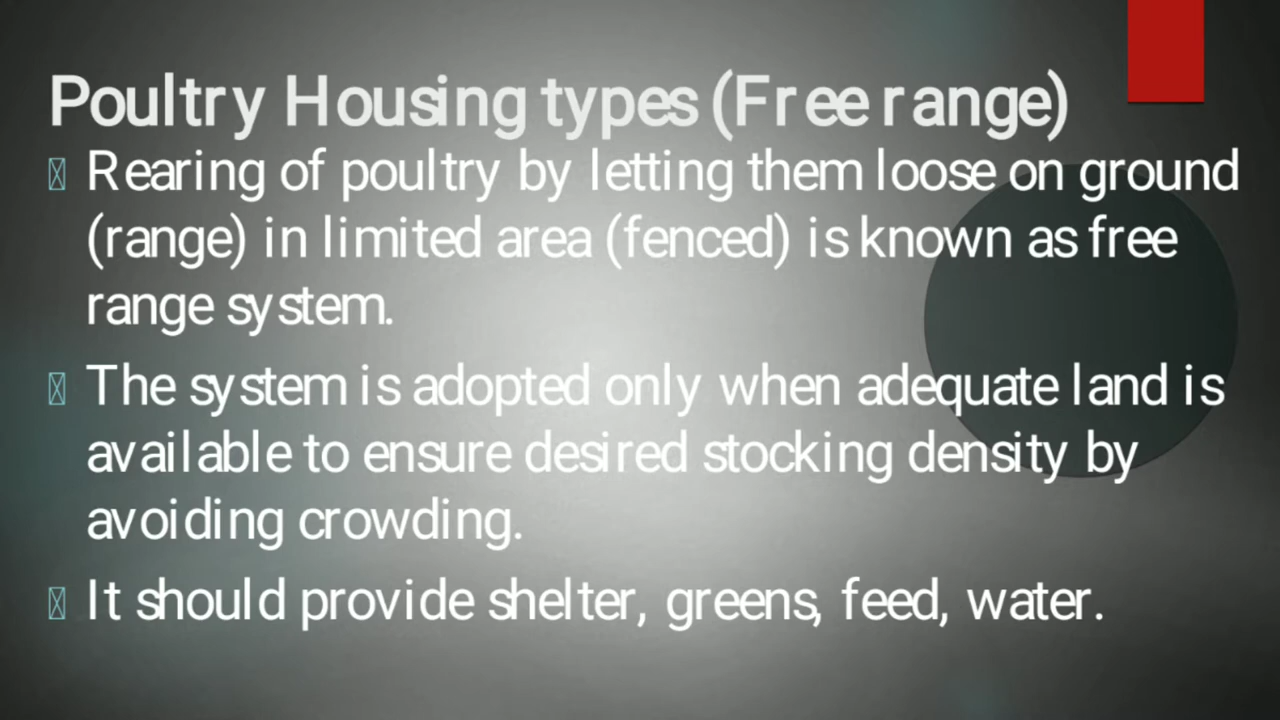 Poultry Housing types (Free range)
Rearing of poultry by letting them loose on ground
(range) in limited area (fenced) is known as free
range system.
The system is adopted only when adequate land is
available to ensure desired stocking density by
avoiding crowding.
It should provide shelter, greens, feed, water.